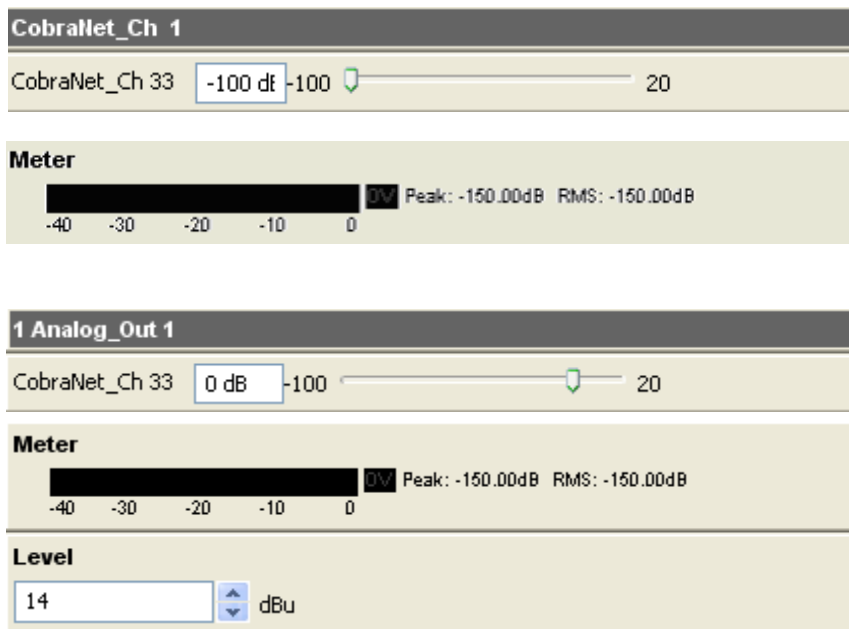 CobraNet_Ch 1
CobraNet_Ch 33 -100 dE -100 20
Meter
0V Peak: -150.00dB RMS: -150.00dB
-40 -30 -20 -10 0
1 Analog_Out 1
CobraNet_Ch 33 0 dB -100 20
Meter
0V Peak: -150.00dB RMS: -150.00dB
-40 -30 -20 -10 0
Level
14 dBu